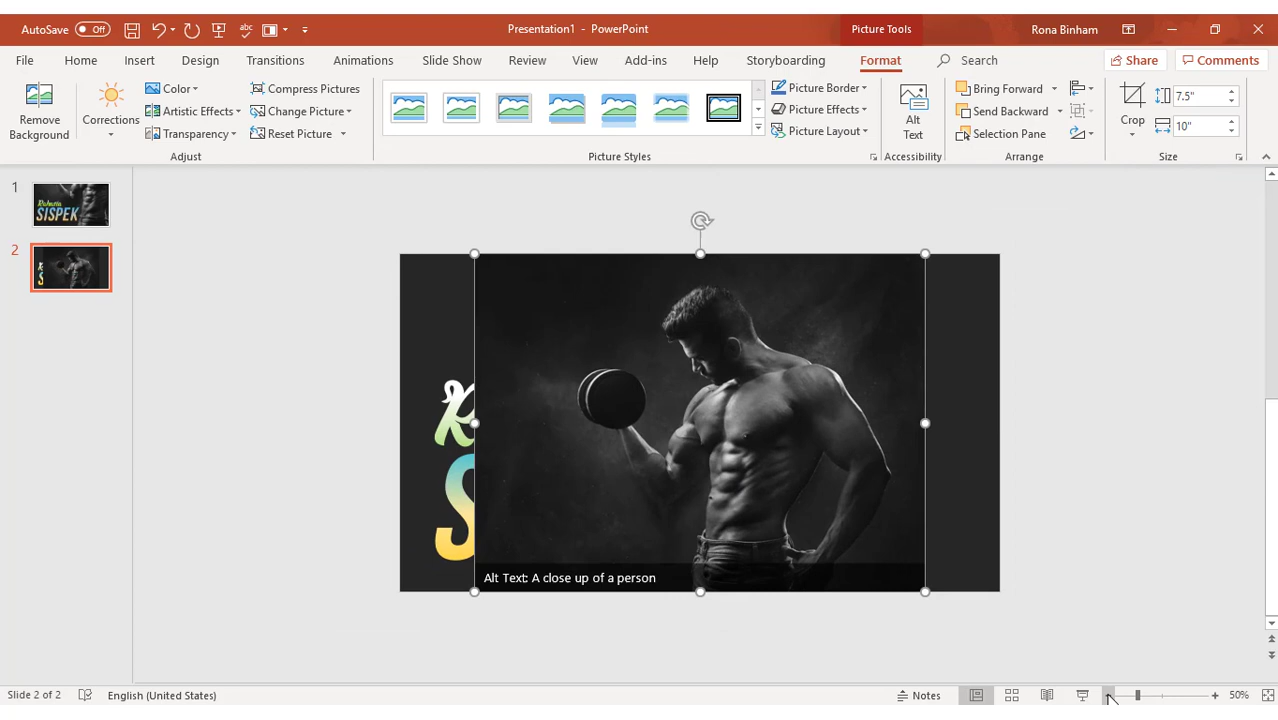 AutoSave Off
Presentation1 - PowerPoint
Picture Tools
Rona Binham
File Home Insert Design Transitions Animations Slide Show Review View Add-ins Help Storyboarding Format Search Share Comments
Remove Background
Corrections
Color
Artistic Effects
Transparency
Compress Pictures
Change Picture
Reset Picture
Adjust
Picture Styles
Picture Border
Picture Effects
Picture Layout
Alt Text
Accessibility
Bring Forward
Send Backward
Selection Pane
Arrange
Crop
7.5"
10"
Size
1
SISPEK
2
S
R
S
Alt Text: A close up of a person
Slide 2 of 2 English (United States) Notes 50%